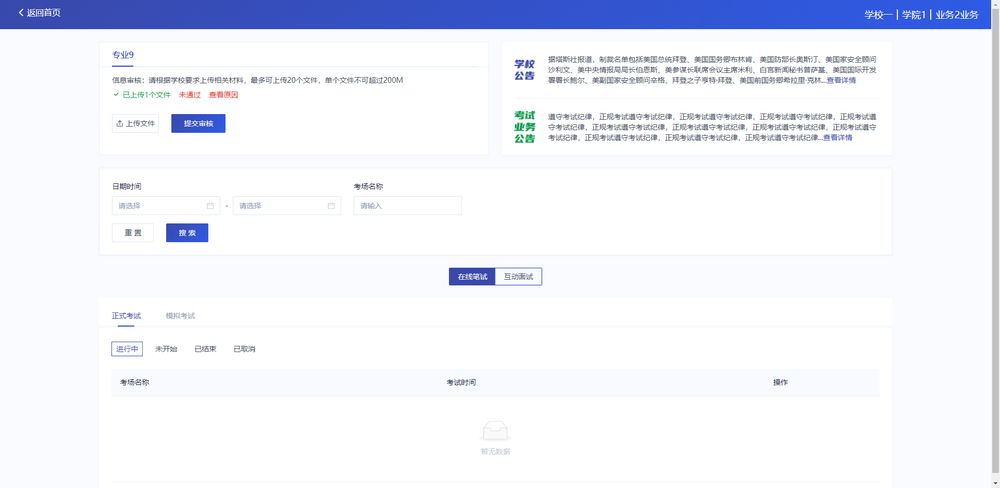 返回首页
学校一 | 学院1 | 业务2业务
专业9
信息审核：请根据学校要求上传相关材料，最多可上传20个文件，单个文件不可超过200M
已上传1个文件 未通过 查看原因
上传文件 提交审核
学校
公告
据塔斯社报道，制裁名单包括美国总统拜登、美国国务卿布林肯、美国防部长奥斯汀、美国家安全顾问
沙利文、美中央情报局局长伯恩斯、美参谋长联席会议主席米利、白宫新闻秘书普萨基、美国国际开发
署署长鲍尔、美副国家安全顾问辛格、拜登之子亨特·拜登、美国前国务卿希拉里·克林...查看详情
考试
业务
公告
遵守考试纪律，正规考试遵守考试纪律，正规考试遵守考试纪律，正规考试遵守考试纪律，正规考试遵
守考试纪律，正规考试遵守考试纪律，正规考试遵守考试纪律，正规考试遵守考试纪律，正规考试遵守
考试纪律，正规考试遵守考试纪律，正规考试遵守考试纪律，正规考试遵守考试纪律...查看详情
日期时间 考场名称
请选择 - 请选择 请输入
重 置 搜 索
在线笔试 互动面试
正式考试 模拟考试
进行中 未开始 已结束 已取消
考场名称 考试时间 操作
暂无数据